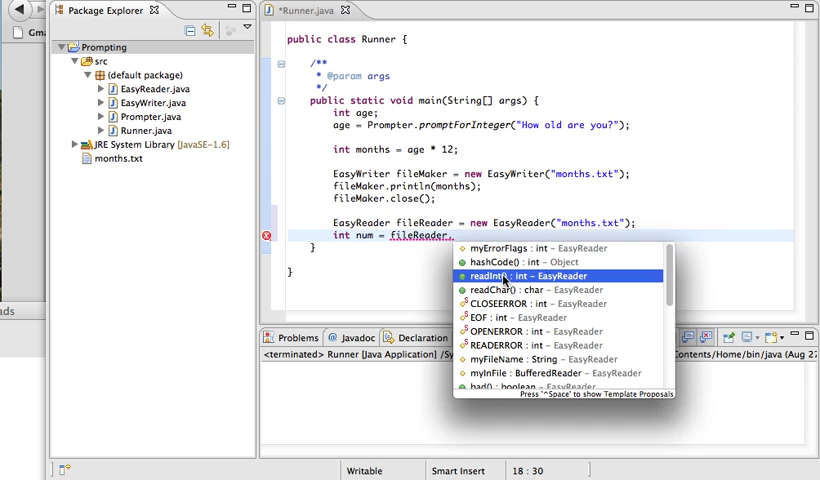 Package Explorer
*Runner.java
Gma
Prompting
src
(default package)
EasyReader.java
EasyWriter.java
Prompter.java
Runner.java
JRE System Library [JavaSE-1.6]
months.txt
public class Runner {
/**
* @param args
*/
public static void main(String[] args) {
int age;
age = Prompter.promptForInteger("How old are you?");
int months = age * 12;
EasyWriter fileMaker = new EasyWriter("months.txt");
fileMaker.println(months);
fileMaker.close();
EasyReader fileReader = new EasyReader("months.txt");
int num = fileReader.
}
}
myErrorFlags : int - EasyReader
hashCode() : int - Object
readInt() : int - EasyReader
readChar() : char - EasyReader
CLOSEERROR : int - EasyReader
EOF : int - EasyReader
OPENERROR : int - EasyReader
READERROR : int - EasyReader
myFileName : String - EasyReader
myInFile : BufferedReader - EasyReader
bad() : boolean - EasyReader
Press '^Space' to show Template Proposals
ads
Problems
Javadoc
Declaration
<terminated> Runner [Java Application] /Sy
Contents/Home/bin/java (Aug 27
Writable
Smart Insert
18 : 30